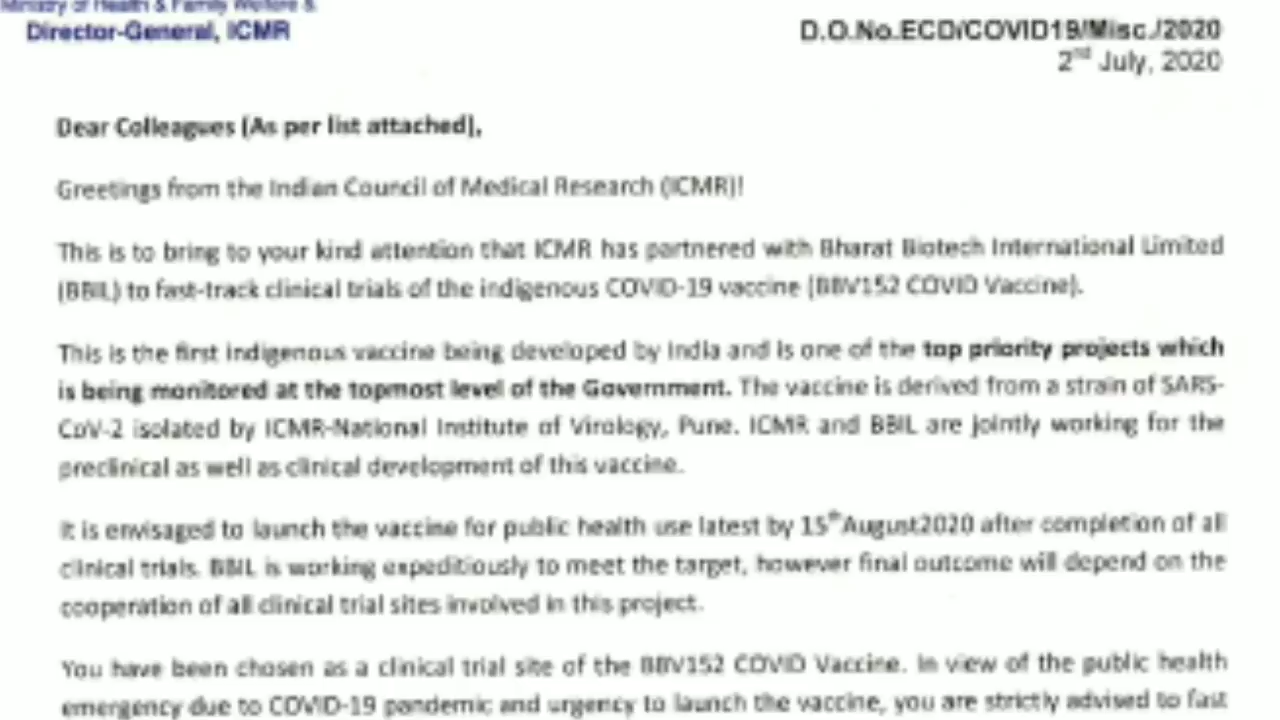 Ministry of Health & Family Welfare &
Director-General, ICMR
D.O.No.ECD/COVID19/Misc./2020
2nd July, 2020
Dear Colleagues (As per list attached),
Greetings from the Indian Council of Medical Research (ICMR)!
This is to bring to your kind attention that ICMR has partnered with Bharat Biotech International Limited
(BBIL) to fast-track clinical trials of the indigenous COVID-19 vaccine (BBV152 COVID Vaccine).
This is the first indigenous vaccine being developed by India and is one of the top priority projects which
is being monitored at the topmost level of the Government. The vaccine is derived from a strain of SARS-
CoV-2 isolated by ICMR-National Institute of Virology, Pune. ICMR and BBIL are jointly working for the
preclinical as well as clinical development of this vaccine.
It is envisaged to launch the vaccine for public health use latest by 15thAugust2020 after completion of all
clinical trials. BBIL is working expeditiously to meet the target, however final outcome will depend on the
cooperation of all clinical trial sites involved in this project.
You have been chosen as a clinical trial site of the BBV152 COVID Vaccine. In view of the public health
emergency due to COVID-19 pandemic and urgency to launch the vaccine, you are strictly advised to fast